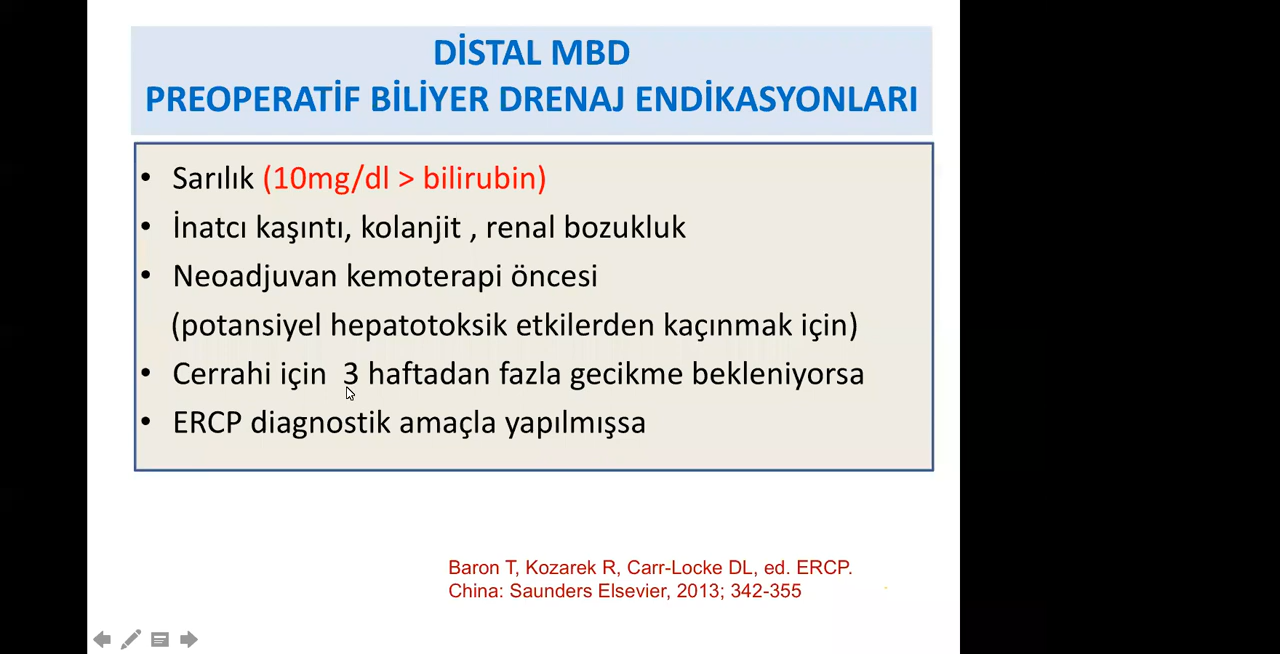 DİSTAL MBD
PREOPERATİF BİLİYER DRENAJ ENDİKASYONLARI
• Sarılık (10mg/dl > bilirubin)
• İnatcı kaşıntı, kolanjit , renal bozukluk
• Neoadjuvan kemoterapi öncesi
(potansiyel hepatotoksik etkilerden kaçınmak için)
• Cerrahi için 3 haftadan fazla gecikme bekleniyorsa
• ERCP diagnostik amaçla yapılmışsa
Baron T, Kozarek R, Carr-Locke DL, ed. ERCP.
China: Saunders Elsevier, 2013; 342-355